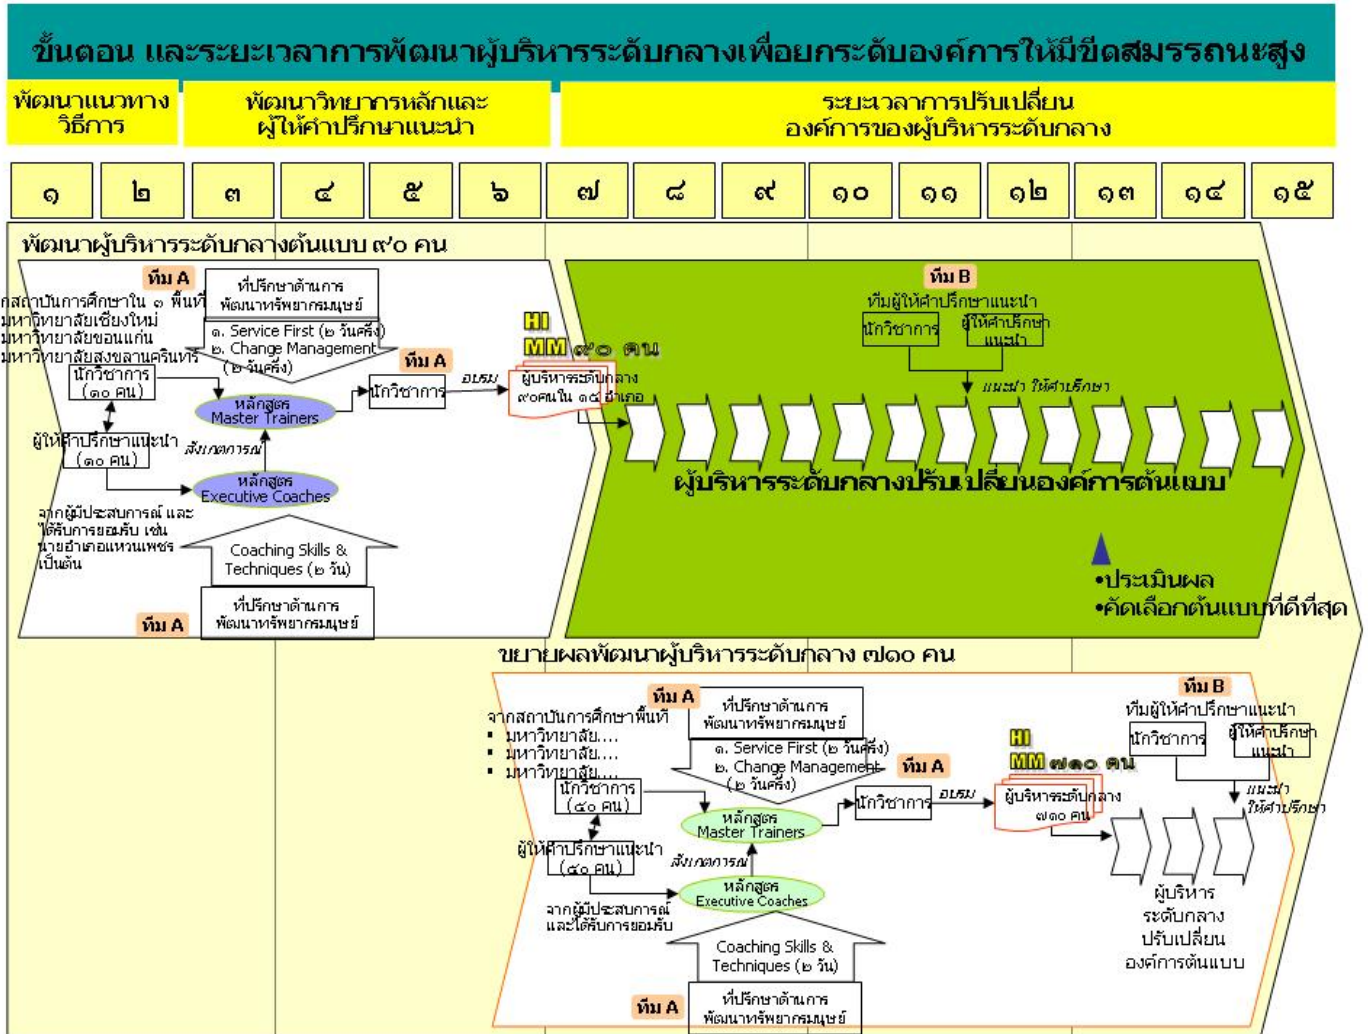 ขั้นตอน และระยะเวลาการพัฒนาผู้บริหารระดับกลางเพื่อยกระดับองค์การให้มีขีดสมรรถนะสูง
พัฒนาแนวทาง
วิธีการ
พัฒนาวิทยากรหลักและ
ผู้ให้คำปรึกษาแนะนำ
ระยะเวลาการปรับเปลี่ยน
องค์การของผู้บริหารระดับกลาง
๑ ๒ ๓ ๔ ๕ ๖ ๗ ๘ ๙ ๑๐ ๑๑ ๑๒ ๑๓ ๑๔ ๑๕
พัฒนาผู้บริหารระดับกลางต้นแบบ ๙๐ คน
ทีม A
ที่ปรึกษาด้านการ
พัฒนาทรัพยากรมนุษย์
กสถาบันการศึกษาใน ๓ พื้นที่
มหาวิทยาลัยเชียงใหม่
มหาวิทยาลัยขอนแก่น
มหาวิทยาลัยสงขลานครินทร์
๑. Service First (๒ วันครึ่ง)
๒. Change Management
(๒ วันครึ่ง)
นักวิชาการ
(๑๐ คน)
หลักสูตร
Master Trainers
ทีม A
นักวิชาการ
อบรม
HI
MM ๙๐ คน
ผู้บริหารระดับกลาง
๙๐คนใน ๑๕ อำเภอ
ผู้ให้คำปรึกษาแนะนำ
(๑๐ คน)
สังเกตการณ์
หลักสูตร
Executive Coaches
จากผู้มีประสบการณ์ และ
ได้รับการยอมรับ เช่น
นายอำเภอแหวนเพชร
เป็นต้น
Coaching Skills &
Techniques (๒ วัน)
ทีม A
ที่ปรึกษาด้านการ
พัฒนาทรัพยากรมนุษย์
ทีม B
ทีมผู้ให้คำปรึกษาแนะนำ
นักวิชาการ
ผู้ให้คำปรึกษา
แนะนำ
แนะนำ ให้คำปรึกษา
ผู้บริหารระดับกลางปรับเปลี่ยนองค์การต้นแบบ
•ประเมินผล
•คัดเลือกต้นแบบที่ดีที่สุด
ขยายผลพัฒนาผู้บริหารระดับกลาง ๗๑๐ คน
ทีม A
ที่ปรึกษาด้านการ
พัฒนาทรัพยากรมนุษย์
จากสถาบันการศึกษาพื้นที่
▪ มหาวิทยาลัย....
▪ มหาวิทยาลัย....
▪ มหาวิทยาลัย....
๑. Service First (๒ วันครึ่ง)
๒. Change Management
(๒ วันครึ่ง)
นักวิชาการ
(๕๐ คน)
หลักสูตร
Master Trainers
ทีม A
นักวิชาการ
อบรม
HI
MM ๗๑๐ คน
ผู้บริหารระดับกลาง
๗๑๐ คน
ผู้ให้คำปรึกษาแนะนำ
(๕๐ คน)
สังเกตการณ์
หลักสูตร
Executive Coaches
จากผู้มีประสบการณ์
และได้รับการยอมรับ
Coaching Skills &
Techniques (๒ วัน)
ทีม A
ที่ปรึกษาด้านการ
พัฒนาทรัพยากรมนุษย์
ทีม B
ทีมผู้ให้คำปรึกษาแนะนำ
นักวิชาการ
ผู้ให้คำปรึกษา
แนะนำ
แนะนำ
ให้คำปรึกษา
ผู้บริหาร
ระดับกลาง
ปรับเปลี่ยน
องค์การต้นแบบ